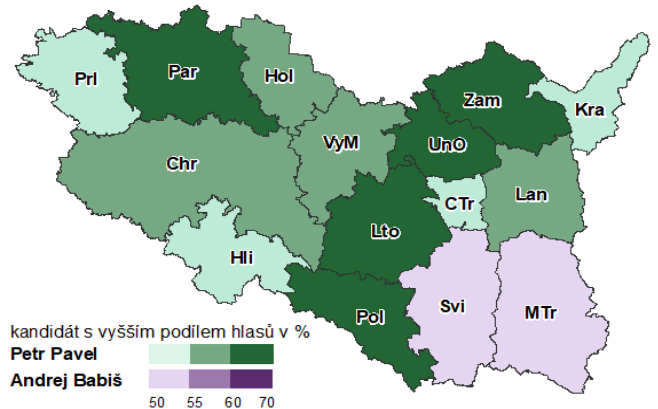 Prl
Par
Hol
Zam
Kra
UnO
VyM
Chr
CTr
Lan
Lto
Hli
Svi
MTr
Pol
kandidát s vyšším podílem hlasů v %
Petr Pavel
Andrej Babiš
50 55 60 70